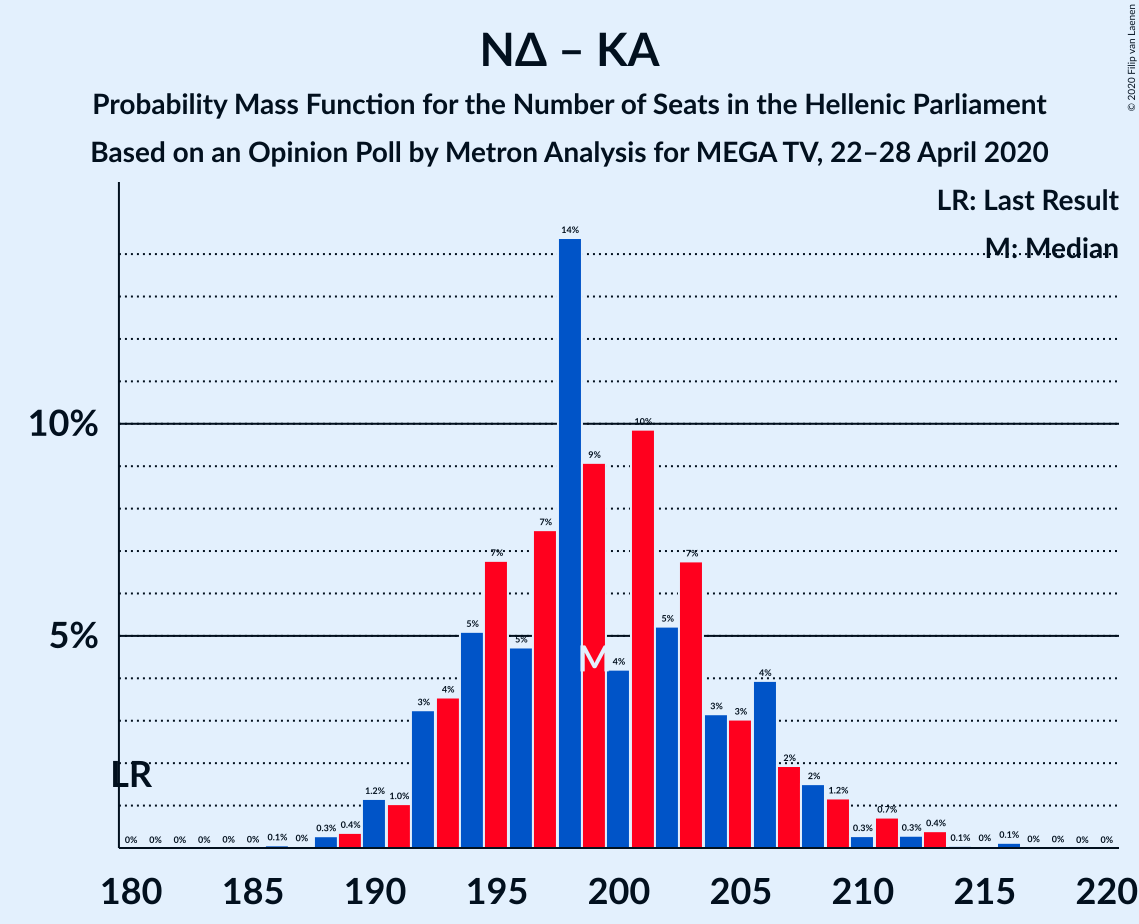 © 2020 Filip van Laenen
ΝΔ – ΚΑ
Probability Mass Function for the Number of Seats in the Hellenic Parliament
Based on an Opinion Poll by Metron Analysis for MEGA TV, 22–28 April 2020
LR: Last Result
M: Median
10%
5%
LR
M
0% 0% 0% 0% 0% 0% 0.1% 0% 0.3% 0.4% 1.2% 1.0% 3% 4% 5% 7% 5% 7% 14% 9% 4% 10% 5% 7% 3% 3% 4% 2% 2% 1.2% 0.3% 0.7% 0.3% 0.4% 0.1% 0% 0.1% 0% 0% 0% 0%
180 185 190 195 200 205 210 215 220